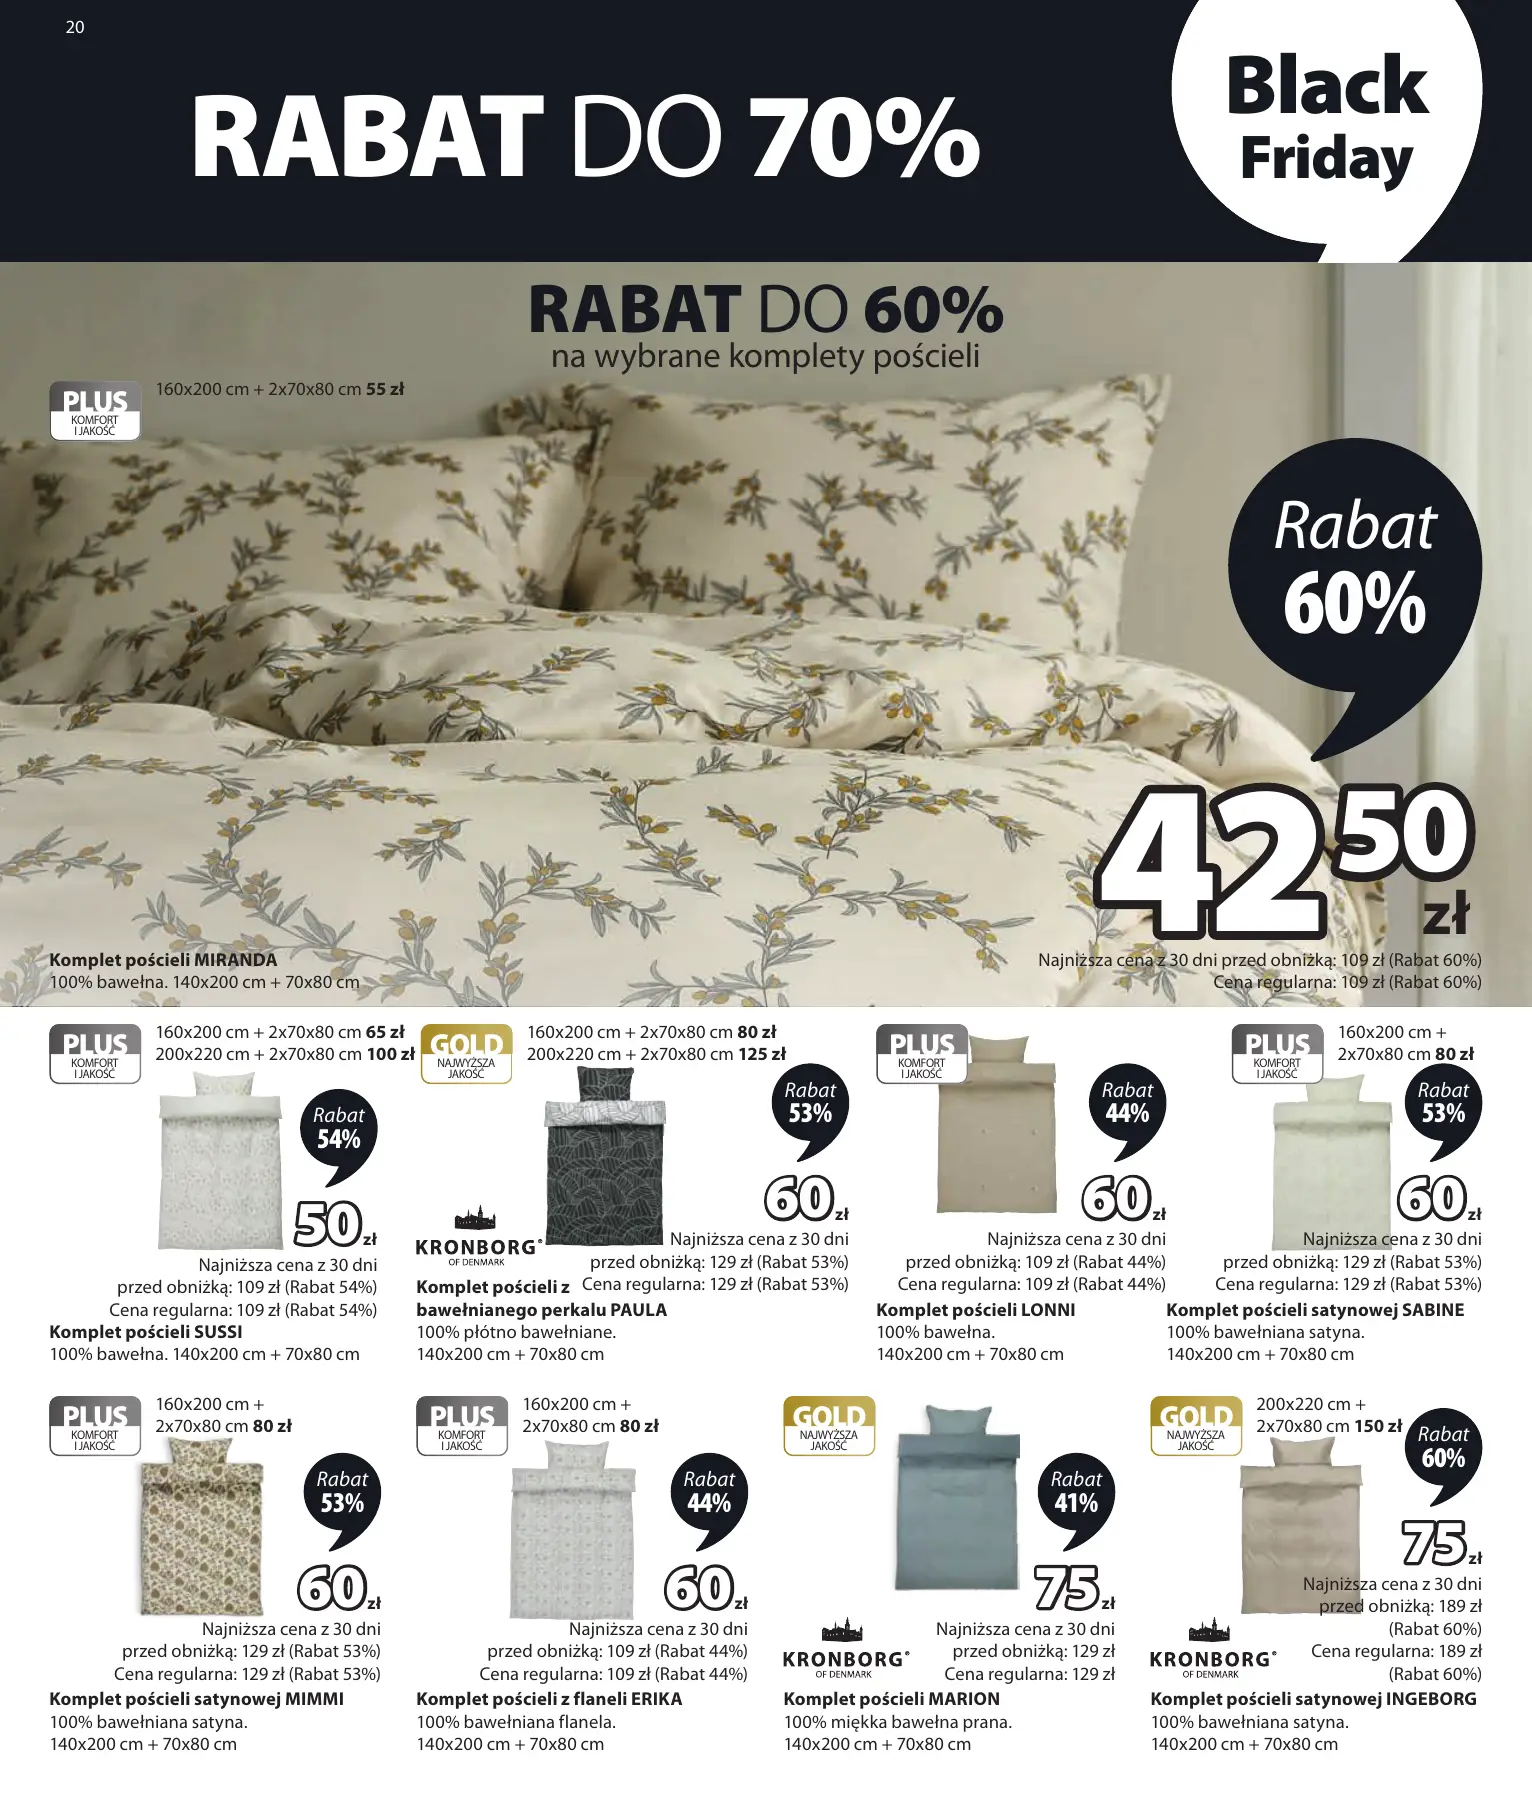 20
RABAT DO 70%
Black
Friday
RABAT DO 60%
na wybrane komplety pościeli
PLUS
KOMFORT
I JAKOŚĆ
160x200 cm + 2x70x80 cm 55 zł
Rabat
60%
42 50
zł
Komplet pościeli MIRANDA
100% bawełna. 140x200 cm + 70x80 cm
Najniższa cena z 30 dni przed obniżką: 109 zł (Rabat 60%)
Cena regularna: 109 zł (Rabat 60%)
PLUS
KOMFORT
I JAKOŚĆ
160x200 cm + 2x70x80 cm 65 zł
200x220 cm + 2x70x80 cm 100 zł
Rabat
54%
50 zł
Najniższa cena z 30 dni
przed obniżką: 109 zł (Rabat 54%)
Cena regularna: 109 zł (Rabat 54%)
Komplet pościeli SUSSI
100% bawełna. 140x200 cm + 70x80 cm
GOLD
NAJWYŻSZA
JAKOŚĆ
160x200 cm + 2x70x80 cm 80 zł
200x220 cm + 2x70x80 cm 125 zł
Rabat
53%
60 zł
KRONBORG®
OF DENMARK
Najniższa cena z 30 dni
przed obniżką: 129 zł (Rabat 53%)
Cena regularna: 129 zł (Rabat 53%)
Komplet pościeli z
bawełnianego perkalu PAULA
100% płótno bawełniane.
140x200 cm + 70x80 cm
PLUS
KOMFORT
I JAKOŚĆ
Rabat
44%
60 zł
Najniższa cena z 30 dni
przed obniżką: 109 zł (Rabat 44%)
Cena regularna: 109 zł (Rabat 44%)
Komplet pościeli LONNI
100% bawełna.
140x200 cm + 70x80 cm
PLUS
KOMFORT
I JAKOŚĆ
160x200 cm +
2x70x80 cm 80 zł
Rabat
53%
60 zł
Najniższa cena z 30 dni
przed obniżką: 129 zł (Rabat 53%)
Cena regularna: 129 zł (Rabat 53%)
Komplet pościeli satynowej SABINE
100% bawełniana satyna.
140x200 cm + 70x80 cm
PLUS
KOMFORT
I JAKOŚĆ
160x200 cm +
2x70x80 cm 80 zł
Rabat
53%
60 zł
Najniższa cena z 30 dni
przed obniżką: 129 zł (Rabat 53%)
Cena regularna: 129 zł (Rabat 53%)
Komplet pościeli satynowej MIMMI
100% bawełniana satyna.
140x200 cm + 70x80 cm
PLUS
KOMFORT
I JAKOŚĆ
160x200 cm +
2x70x80 cm 80 zł
Rabat
44%
60 zł
Najniższa cena z 30 dni
przed obniżką: 109 zł (Rabat 44%)
Cena regularna: 109 zł (Rabat 44%)
Komplet pościeli z flaneli ERIKA
100% bawełniana flanela.
140x200 cm + 70x80 cm
GOLD
NAJWYŻSZA
JAKOŚĆ
Rabat
41%
75 zł
KRONBORG®
OF DENMARK
Najniższa cena z 30 dni
przed obniżką: 129 zł
Cena regularna: 129 zł
Komplet pościeli MARION
100% miękka bawełna prana.
140x200 cm + 70x80 cm
GOLD
NAJWYŻSZA
JAKOŚĆ
200x220 cm +
2x70x80 cm 150 zł
Rabat
60%
75 zł
Najniższa cena z 30 dni
przed obniżką: 189 zł
(Rabat 60%)
Cena regularna: 189 zł
(Rabat 60%)
KRONBORG®
OF DENMARK
Komplet pościeli satynowej INGEBORG
100% bawełniana satyna.
140x200 cm + 70x80 cm